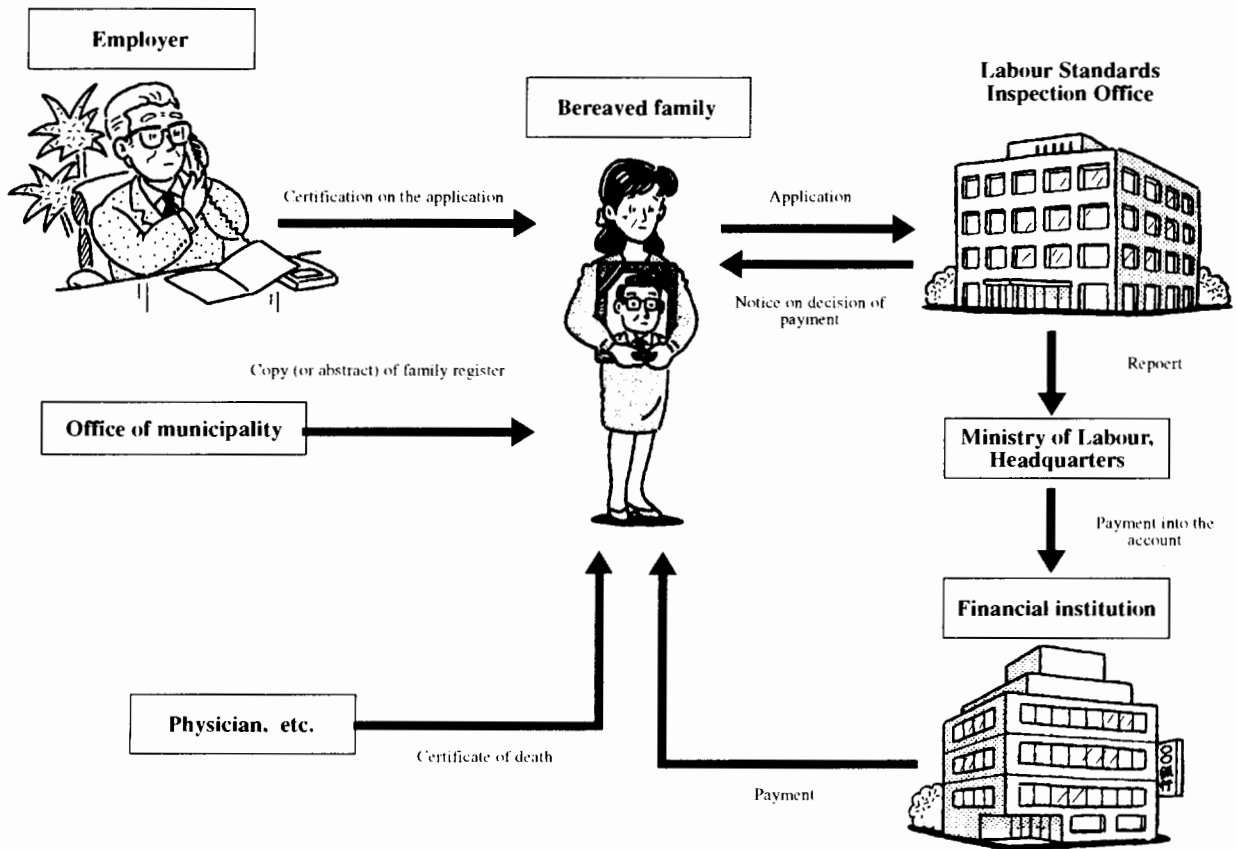 Employer
Bereaved family
Labour Standards
Inspection Office
Certification on the application
Application
Notice on decision of
payment
Copy (or abstract) of family register
Repoert
Office of municipality
Ministry of Labour,
Headquarters
Payment into the
account
Financial institution
Physician, etc.
Certificate of death
Payment